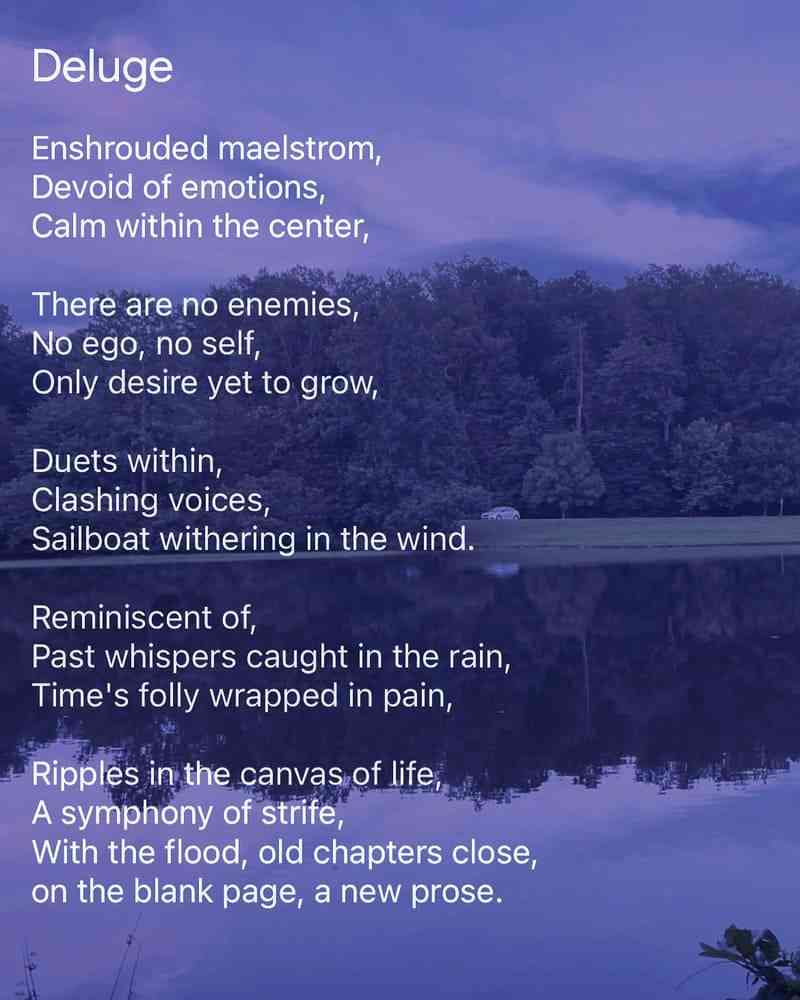 Deluge
Enshrouded maelstrom,
Devoid of emotions,
Calm within the center,
There are no enemies,
No ego, no self,
Only desire yet to grow,
Duets within,
Clashing voices,
Sailboat withering in the wind.
Reminiscent of,
Past whispers caught in the rain,
Time's folly wrapped in pain,
Ripples in the canvas of life,
A symphony of strife,
With the flood, old chapters close,
on the blank page, a new prose.